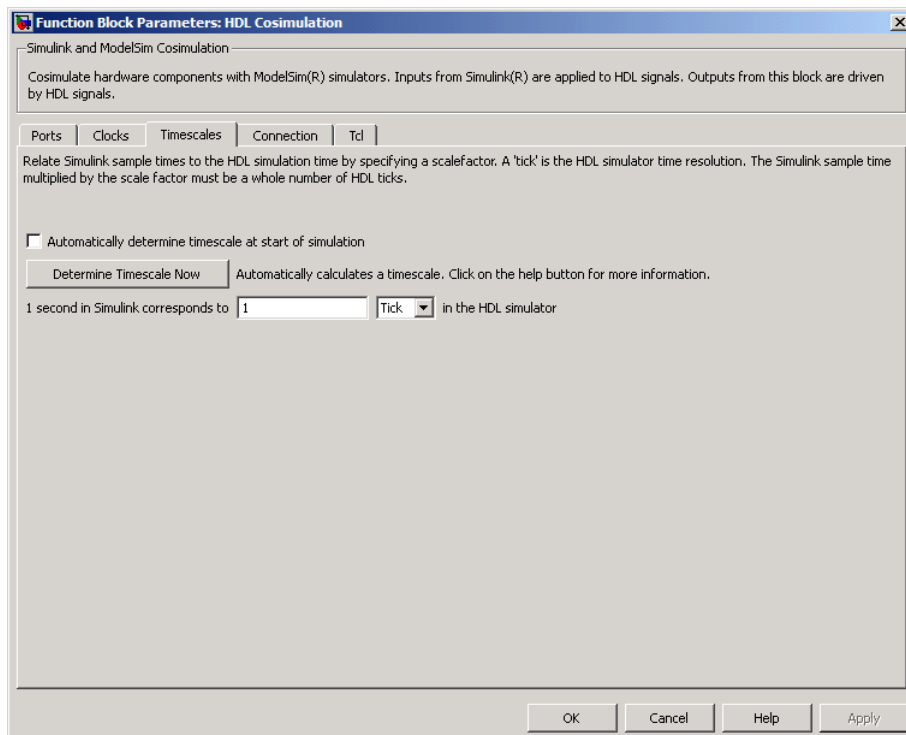 Function Block Parameters: HDL Cosimulation
Simulink and ModelSim Cosimulation
Cosimulate hardware components with ModelSim(R) simulators. Inputs from Simulink(R) are applied to HDL signals. Outputs from this block are driven
by HDL signals.
Ports Clocks Timescales Connection Tcl
Relate Simulink sample times to the HDL simulation time by specifying a scalefactor. A 'tick' is the HDL simulator time resolution. The Simulink sample time
multiplied by the scale factor must be a whole number of HDL ticks.
Automatically determine timescale at start of simulation
Determine Timescale Now Automatically calculates a timescale. Click on the help button for more information.
1 second in Simulink corresponds to 1 Tick in the HDL simulator
OK Cancel Help Apply